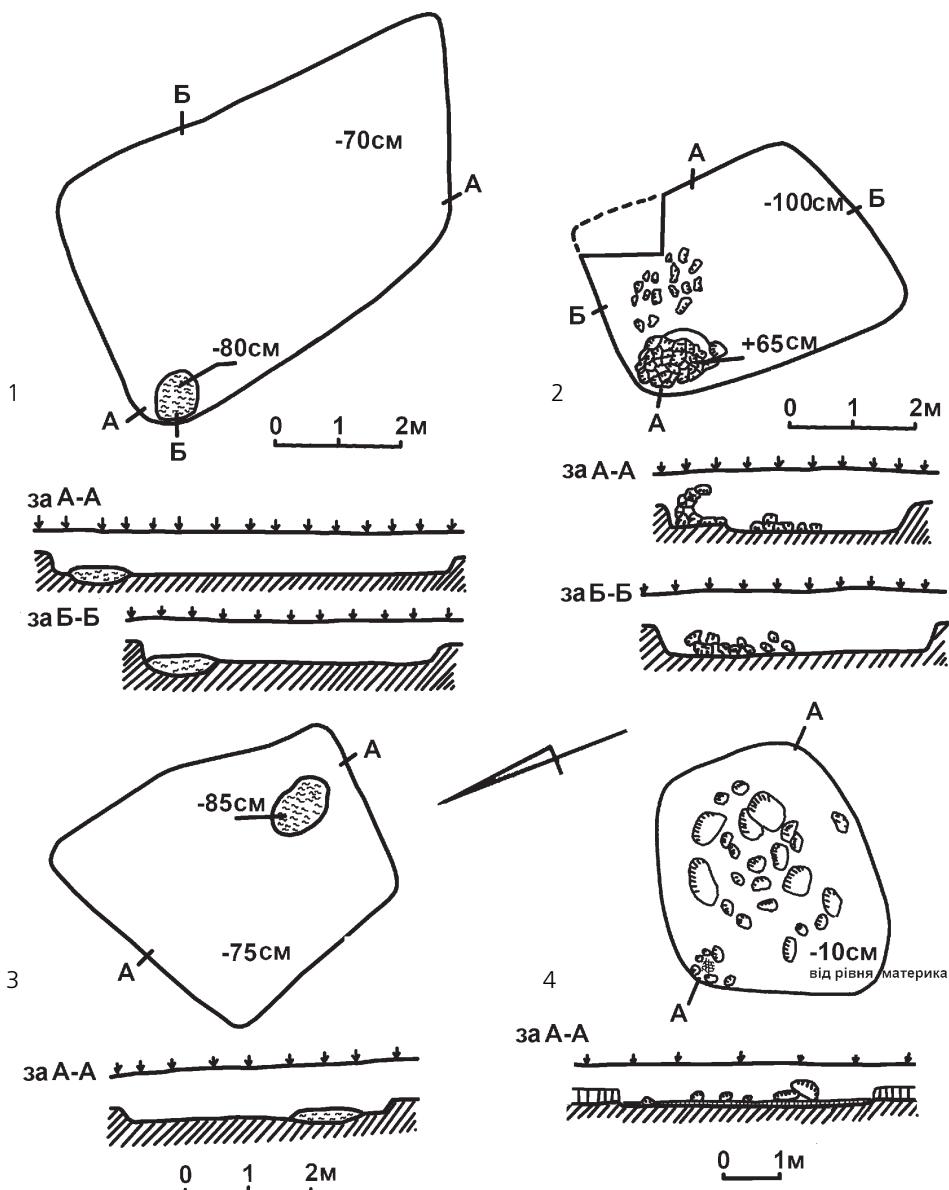 Б
-70см
А
-80см
1
А
Б
0 1 2м
за А-А
за Б-Б
А
-100см
Б
Б
+65см
2
А
0 1 2м
за А-А
за Б-Б
А
-85см
-75см
А
3
за А-А
0 1 2м
А
-10см
від рівня материка
4
А
за А-А
0 1м